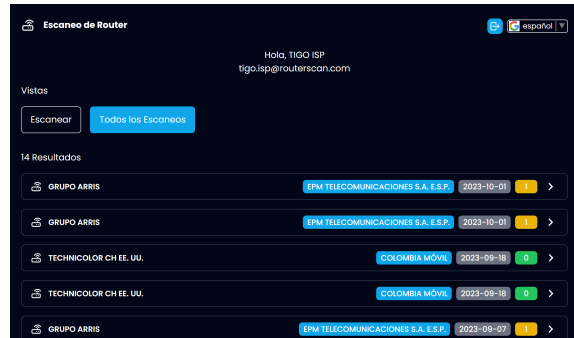 Escaneo de Router
español
Hola, TIGO ISP
tigo.isp@routerscan.com
Vistas
Escanear
Todos los Escaneos
14 Resultados
GRUPO ARRIS EPM TELECOMUNICACIONES S.A. E.S.P. 2023-10-01 1
GRUPO ARRIS EPM TELECOMUNICACIONES S.A. E.S.P. 2023-10-01 1
TECHNICOLOR CH EE. UU. COLOMBIA MÓVIL 2023-09-18 0
TECHNICOLOR CH EE. UU. COLOMBIA MÓVIL 2023-09-18 0
GRUPO ARRIS EPM TELECOMUNICACIONES S.A. E.S.P. 2023-09-07 1